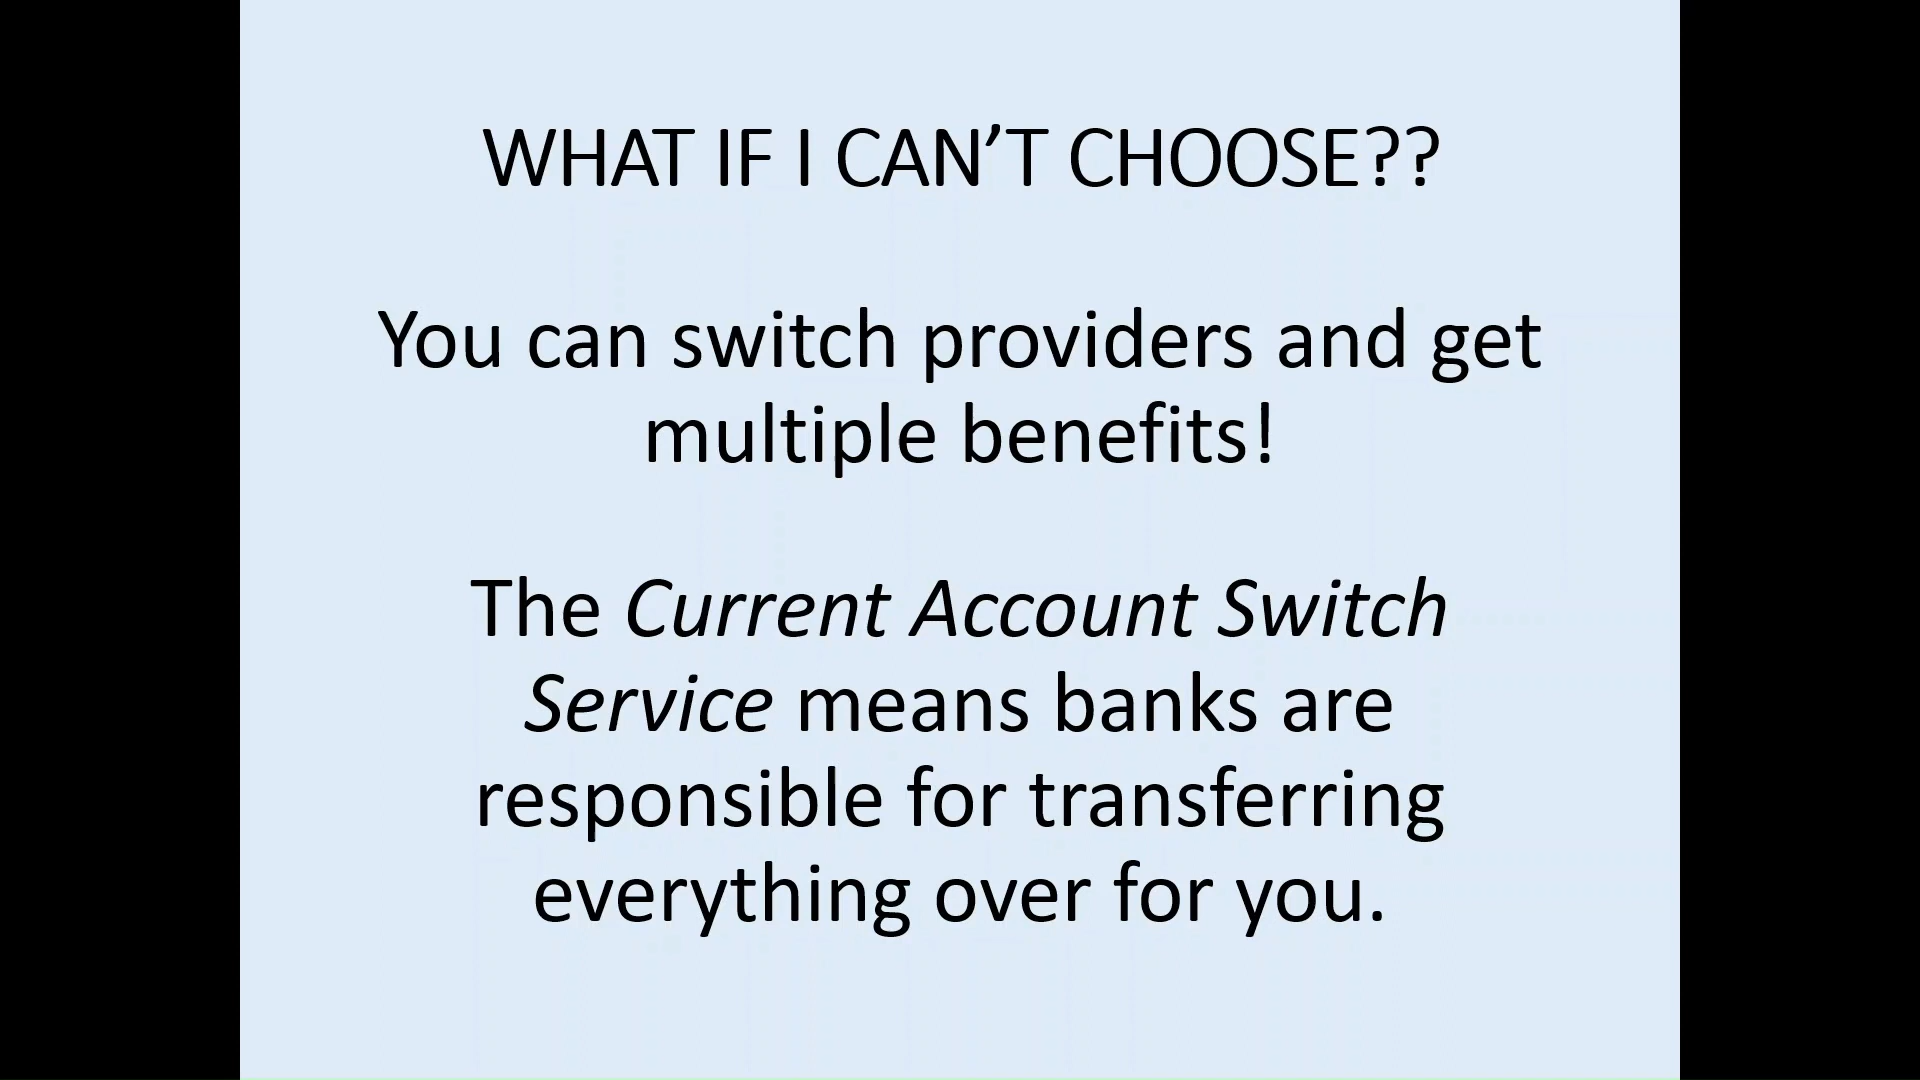 WHAT IF I CAN’T CHOOSE??
You can switch providers and get
multiple benefits!
The Current Account Switch
Service means banks are
responsible for transferring
everything over for you.